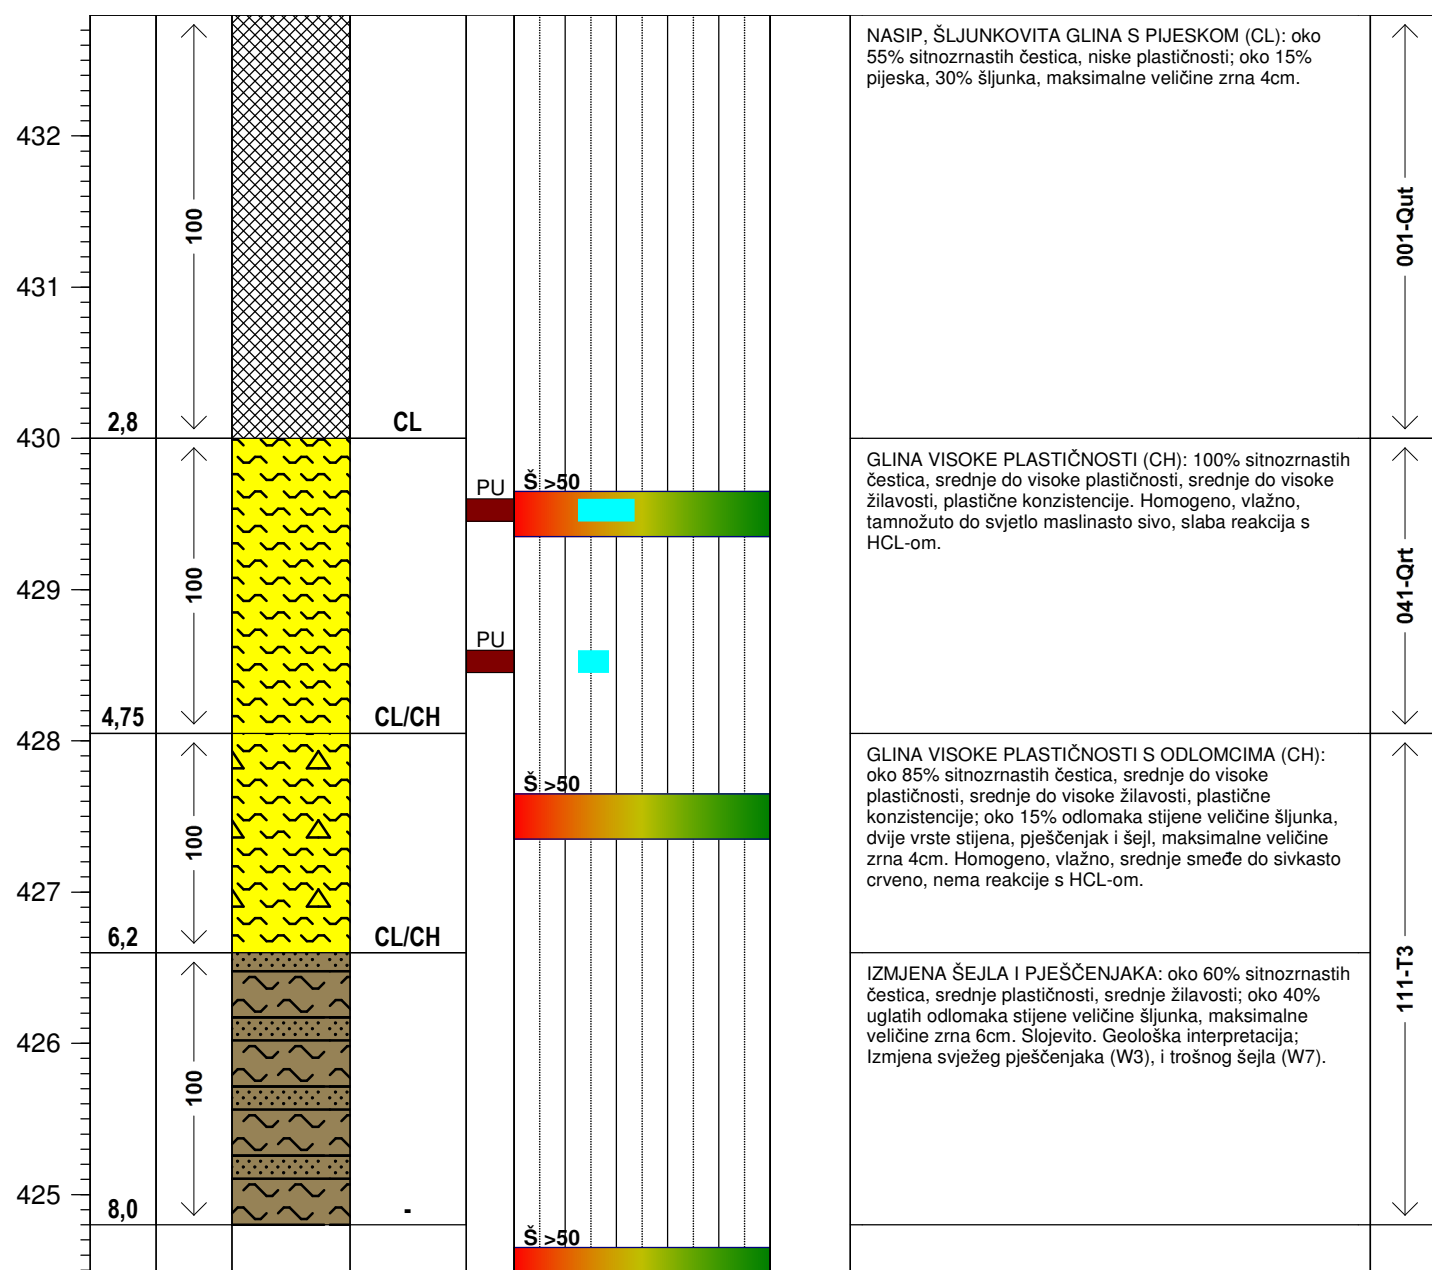 NASIP, ŠLJUNKOVITA GLINA S PIJESKOM (CL): oko
55% sitnozrnastih čestica, niske plastičnosti; oko 15%
pijeska, 30% šljunka, maksimalne veličine zrna 4cm.
432
100
001-Qut
431
2,8
CL
430
GLINA VISOKE PLASTIČNOSTI (CH): 100% sitnozrnastih
čestica, srednje do visoke plastičnosti, srednje do visoke
žilavosti, plastične konzistencije. Homogeno, vlažno,
tamnožuto do svjetlo maslinasto sivo, slaba reakcija s
HCL-om.
PU
Š >50
429
100
041-Qrt
PU
4,75
CL/CH
428
GLINA VISOKE PLASTIČNOSTI S ODLOMCIMA (CH):
oko 85% sitnozrnastih čestica, srednje do visoke
plastičnosti, srednje do visoke žilavosti, plastične
konzistencije; oko 15% odlomaka stijene veličine šljunka,
dvije vrste stijena, pješčenjak i šejl, maksimalne veličine
zrna 4cm. Homogeno, vlažno, srednje smeđe do sivkasto
crveno, nema reakcije s HCL-om.
Š >50
100
427
6,2
CL/CH
111-T3
IZMJENA ŠEJLA I PJEŠČENJAKA: oko 60% sitnozrnastih
čestica, srednje plastičnosti, srednje žilavosti; oko 40%
uglatih odlomaka stijene veličine šljunka, maksimalne
veličine zrna 6cm. Slojevito. Geološka interpretacija;
Izmjena svježeg pješčenjaka (W3), i trošnog šejla (W7).
426
100
425
8,0
-
Š >50